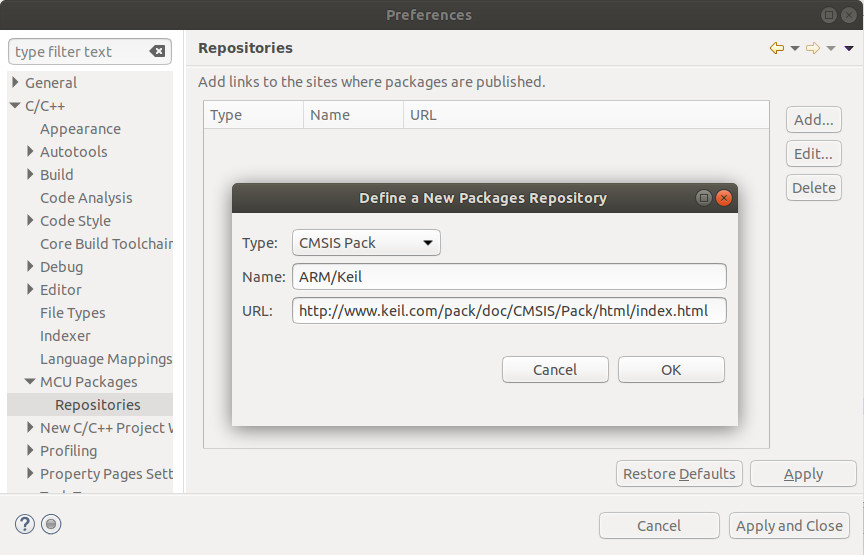 Preferences
type filter text
Repositories
Add links to the sites where packages are published.
General
C/C++
Appearance
Autotools
Build
Code Analysis
Code Style
Core Build Toolchain
Debug
Editor
File Types
Indexer
Language Mappings
MCU Packages
Repositories
New C/C++ Project W
Profiling
Property Pages Sett
Type Name URL
Add...
Edit...
Delete
Define a New Packages Repository
Type: CMSIS Pack
Name: ARM/Keil
URL: http://www.keil.com/pack/doc/CMSIS/Pack/html/index.html
Cancel OK
Restore Defaults Apply
Cancel Apply and Close